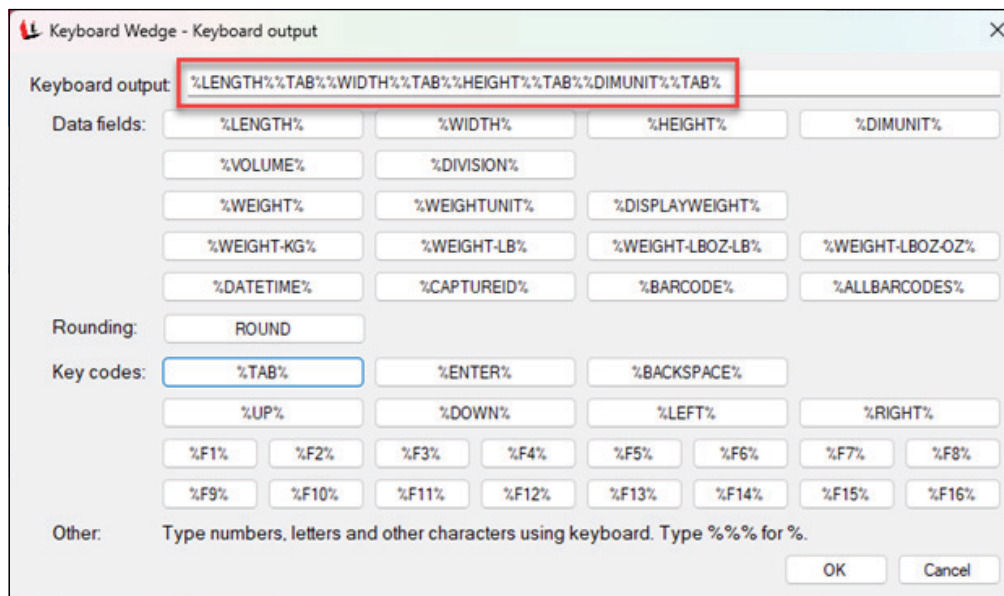 Keyboard Wedge - Keyboard output
Keyboard output: %LENGTH%%TAB%%WIDTH%%TAB%%HEIGHT%%TAB%%DIMUNIT%%TAB%
Data fields: %LENGTH% %WIDTH% %HEIGHT% %DIMUNIT%
%VOLUME% %DIVISION%
%WEIGHT% %WEIGHTUNIT% %DISPLAYWEIGHT%
%WEIGHT-KG% %WEIGHT-LB% %WEIGHT-LBOZ-LB% %WEIGHT-LBOZ-OZ%
%DATETIME% %CAPTUREID% %BARCODE% %ALLBARCODES%
Rounding: ROUND
Key codes: %TAB% %ENTER% %BACKSPACE%
%UP% %DOWN% %LEFT% %RIGHT%
%F1% %F2% %F3% %F4% %F5% %F6% %F7% %F8%
%F9% %F10% %F11% %F12% %F13% %F14% %F15% %F16%
Other: Type numbers, letters and other characters using keyboard. Type %%% for %.
OK Cancel